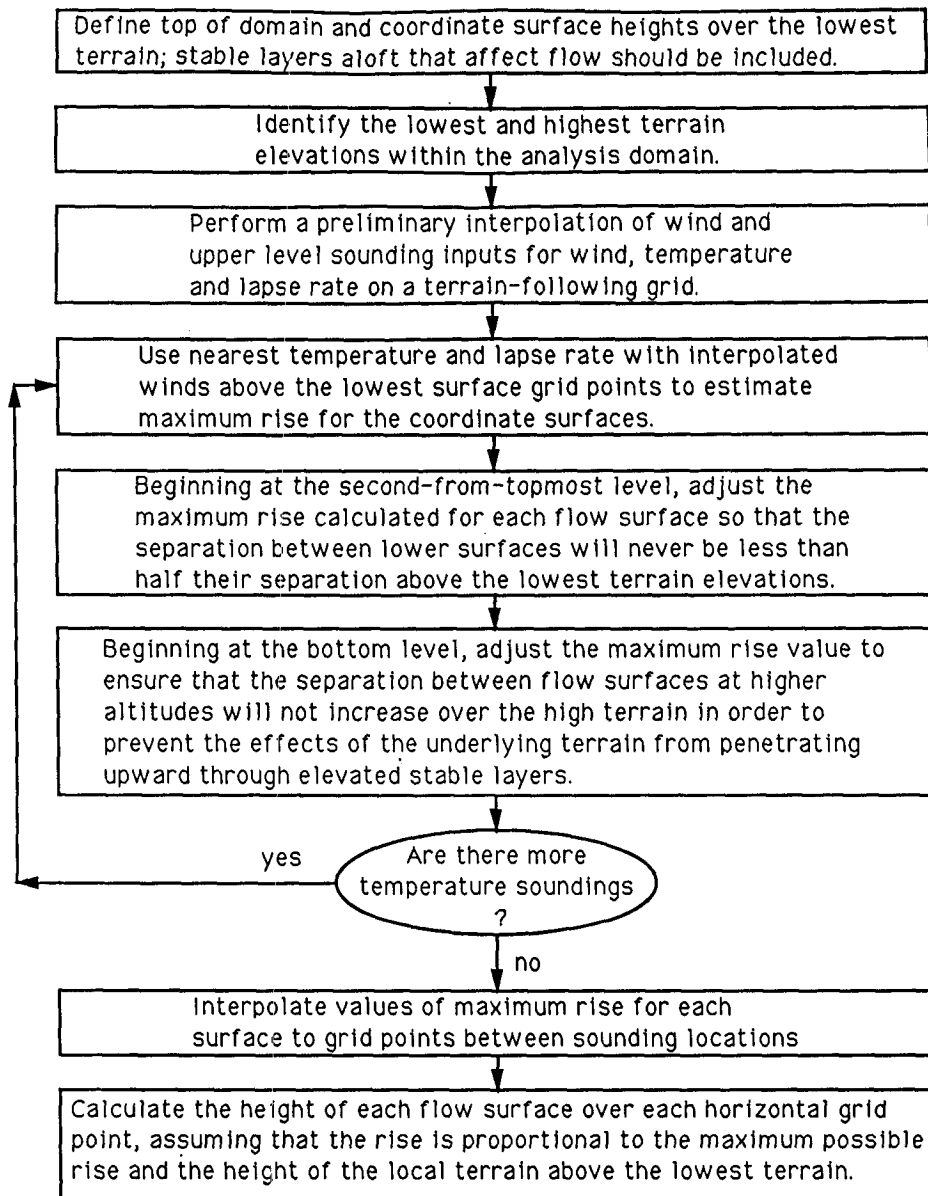 Define top of domain and coordinate surface heights over the lowest
terrain; stable layers aloft that affect flow should be included.
Identify the lowest and highest terrain
elevations within the analysis domain.
Perform a preliminary interpolation of wind and
upper level sounding inputs for wind, temperature
and lapse rate on a terrain-following grid.
Use nearest temperature and lapse rate with interpolated
winds above the lowest surface grid points to estimate
maximum rise for the coordinate surfaces.
Beginning at the second-from-topmost level, adjust the
maximum rise calculated for each flow surface so that the
separation between lower surfaces will never be less than
half their separation above the lowest terrain elevations.
Beginning at the bottom level, adjust the maximum rise value to
ensure that the separation between flow surfaces at higher
altitudes will not increase over the high terrain in order to
prevent the effects of the underlying terrain from penetrating
upward through elevated stable layers.
yes
Are there more
temperature soundings
?
no
Interpolate values of maximum rise for each
surface to grid points between sounding locations
Calculate the height of each flow surface over each horizontal grid
point, assuming that the rise is proportional to the maximum possible
rise and the height of the local terrain above the lowest terrain.